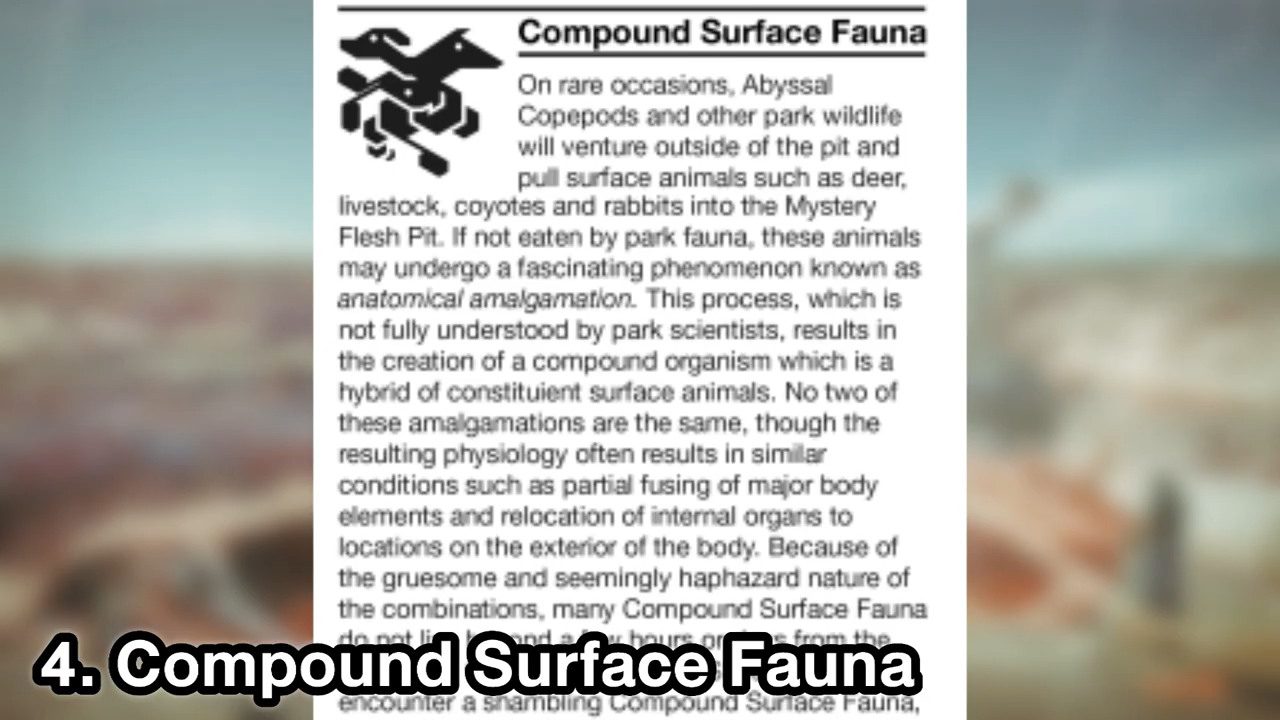 Compound Surface Fauna
On rare occasions, Abyssal
Copepods and other park wildlife
will venture outside of the pit and
pull surface animals such as deer,
livestock, coyotes and rabbits into the Mystery
Flesh Pit. If not eaten by park fauna, these animals
may undergo a fascinating phenomenon known as
anatomical amalgamation. This process, which is
not fully understood by park scientists, results in
the creation of a compound organism which is a
hybrid of constituient surface animals. No two of
these amalgamations are the same, though the
resulting physiology often results in similar
conditions such as partial fusing of major body
elements and relocation of internal organs to
locations on the exterior of the body. Because of
the gruesome and seemingly haphazard nature of
the combinations, many Compound Surface Fauna
do not hours from the
4. Compound Surface Fauna
encounter a shambling Compound Surface Fauna,